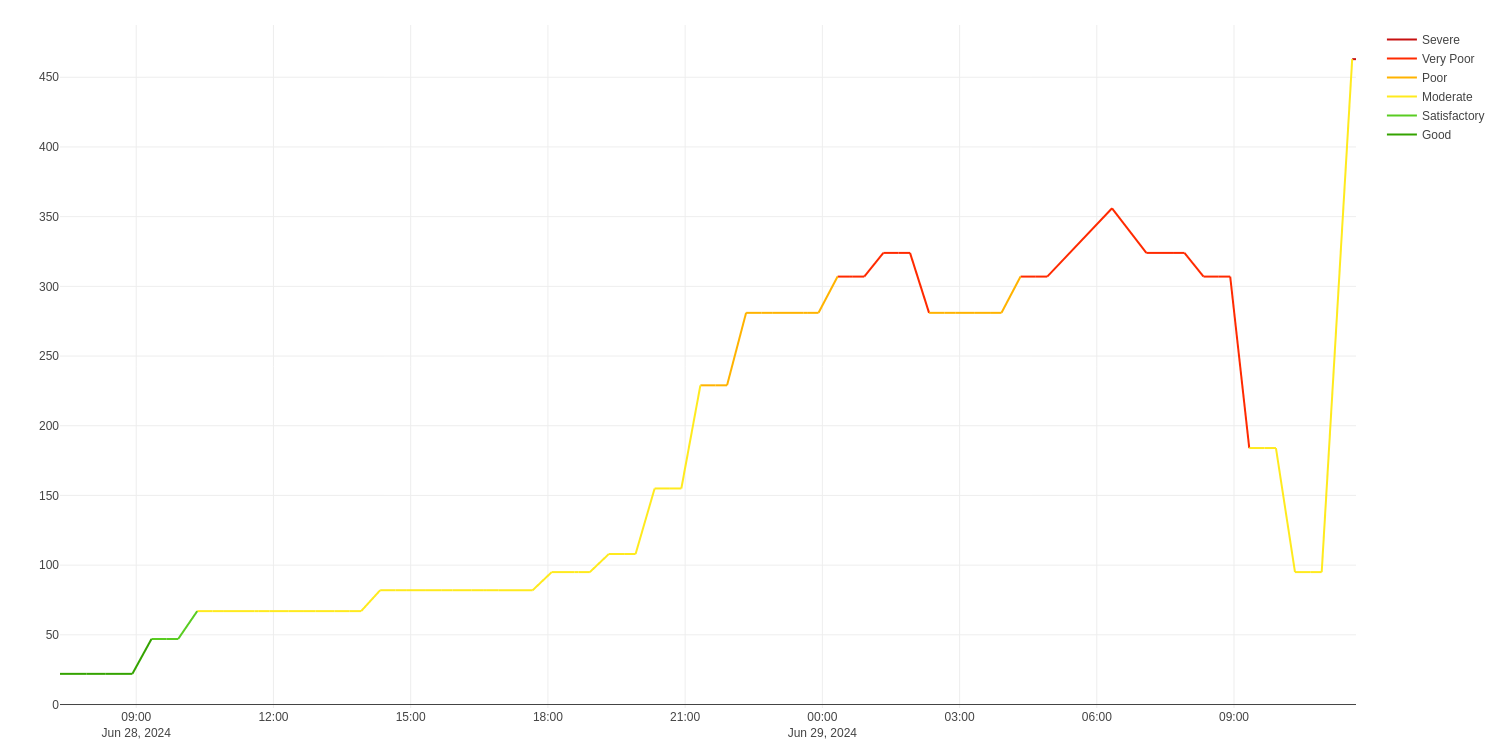 450
400
350
300
250
200
150
100
50
0
09:00
Jun 28, 2024
12:00
15:00
18:00
21:00
00:00
Jun 29, 2024
03:00
06:00
09:00
Severe
Very Poor
Poor
Moderate
Satisfactory
Good